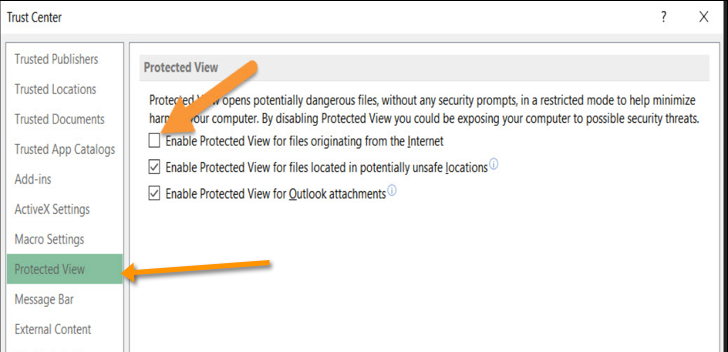 Trust Center
? X
Trusted Publishers
Trusted Locations
Trusted Documents
Trusted App Catalogs
Add-ins
ActiveX Settings
Macro Settings
Protected View
Message Bar
External Content
Protected View
Protected opens potentially dangerous files, without any security prompts, in a restricted mode to help minimize
your computer. By disabling Protected View you could be exposing your computer to possible security threats.
Enable Protected View for files originating from the Internet
Enable Protected View for files located in potentially unsafe locations
Enable Protected View for Outlook attachments